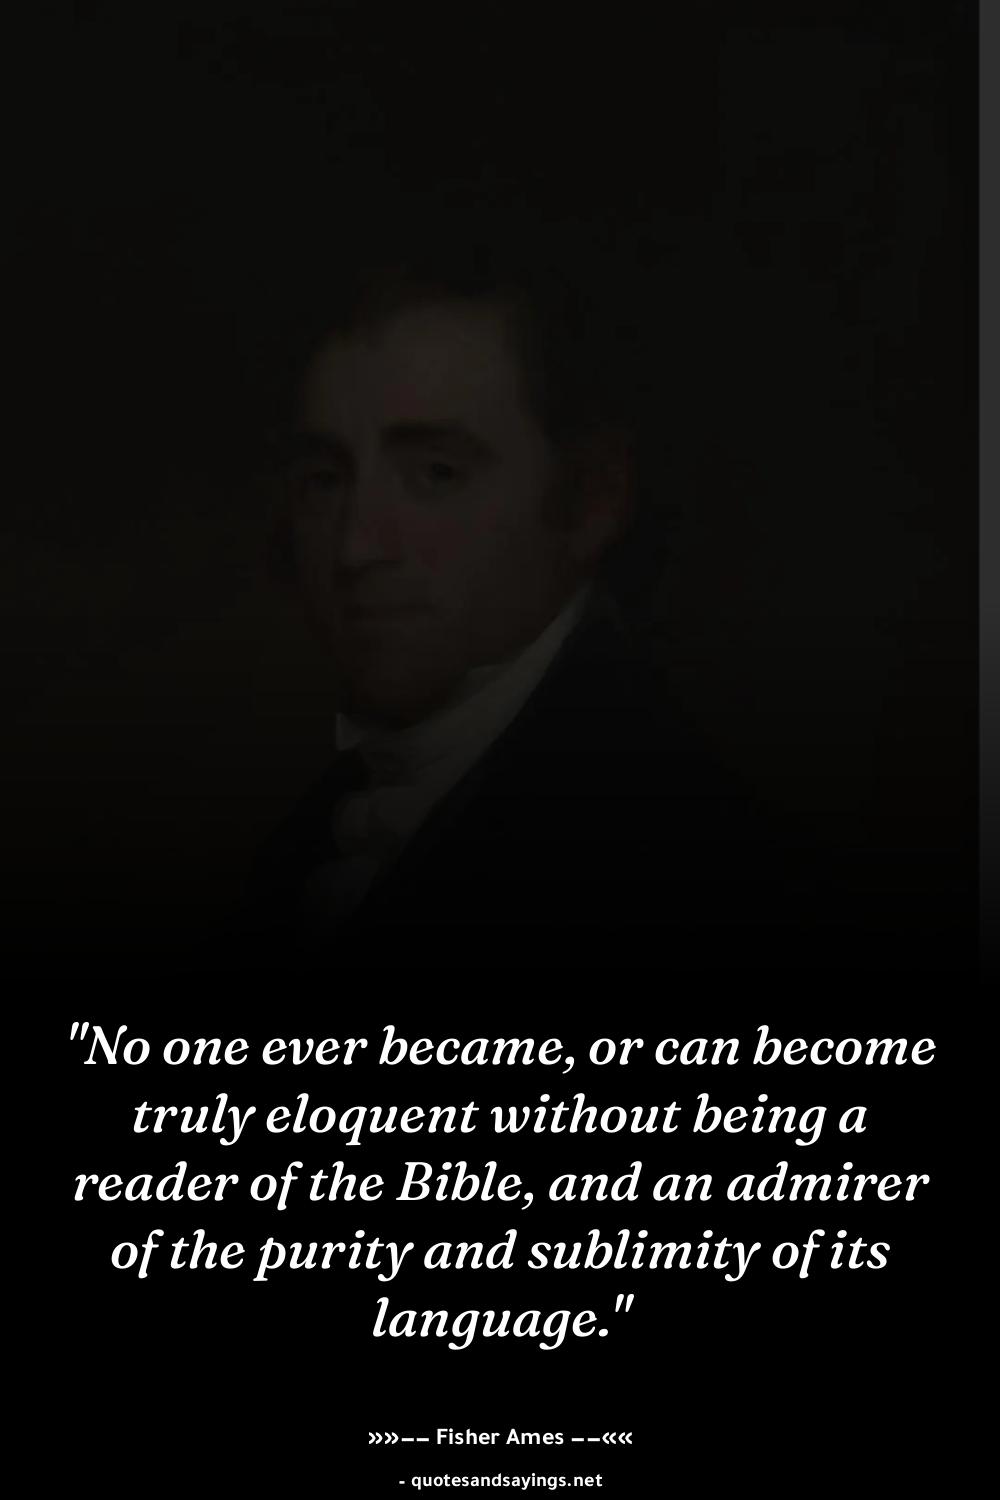 "No one ever became, or can become
truly eloquent without being a
reader of the Bible, and an admirer
of the purity and sublimity of its
language."
»»–– Fisher Ames ––««
- quotesandsayings.net